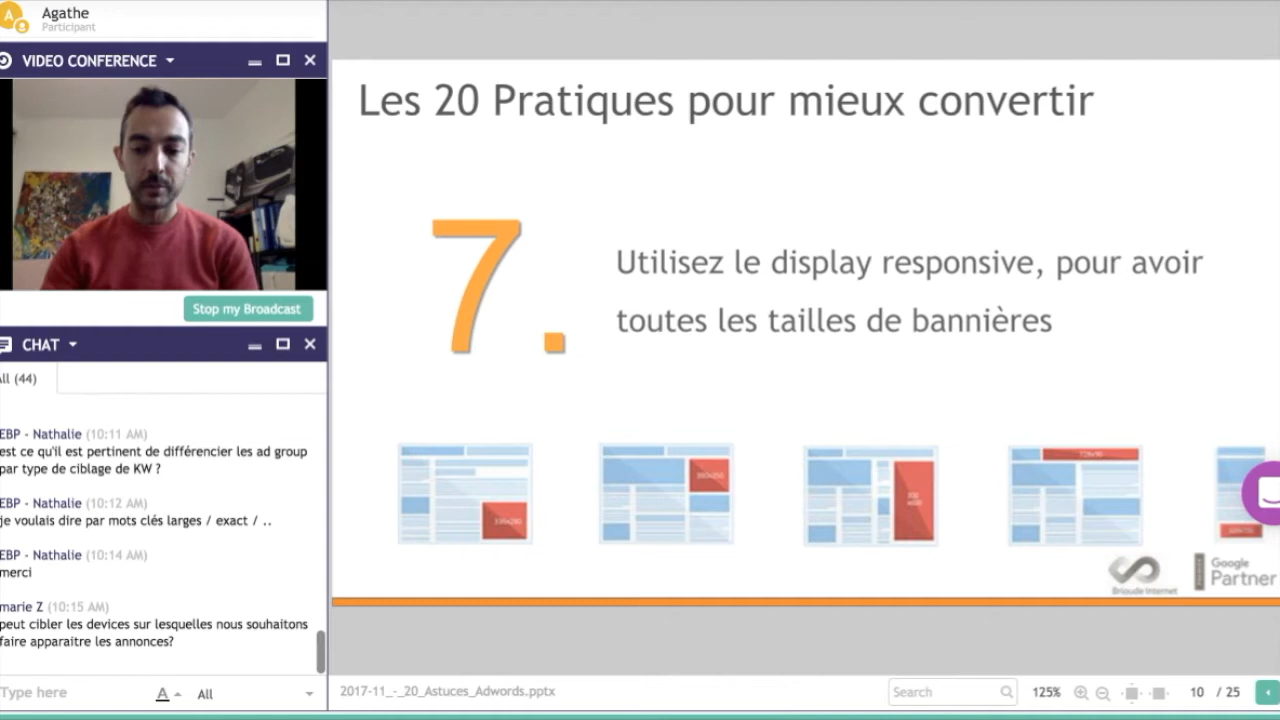 A
Agathe
Participant
VIDEO CONFERENCE
Stop my Broadcast
CHAT
All (44)
EBP - Nathalie (10:11 AM)
est ce qu'il est pertinent de différencier les ad group
par type de ciblage de KW ?
EBP - Nathalie (10:12 AM)
je voulais dire par mots clés larges / exact / ..
EBP - Nathalie (10:14 AM)
merci
marie Z (10:15 AM)
peut cibler les devices sur lesquelles nous souhaitons
faire apparaitre les annonces?
Type here
A
All
Les 20 Pratiques pour mieux convertir
7.
Utilisez le display responsive, pour avoir
toutes les tailles de bannières
Brioude Internet
Google
Partner
2017-11_-_20_Astuces_Adwords.pptx
Search
125%
10 / 25